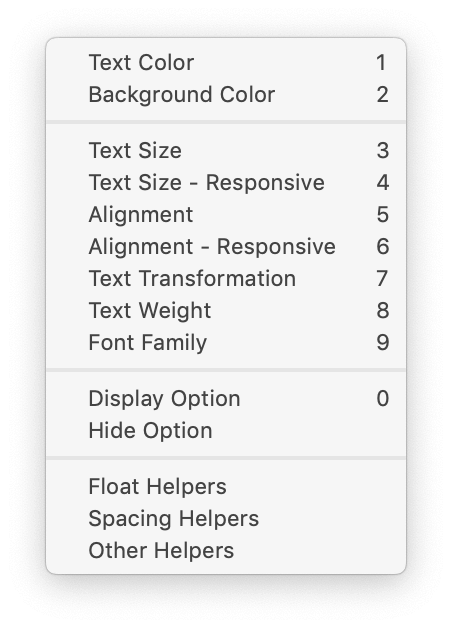 Text Color 1
Background Color 2
Text Size 3
Text Size - Responsive 4
Alignment 5
Alignment - Responsive 6
Text Transformation 7
Text Weight 8
Font Family 9
Display Option 0
Hide Option
Float Helpers
Spacing Helpers
Other Helpers